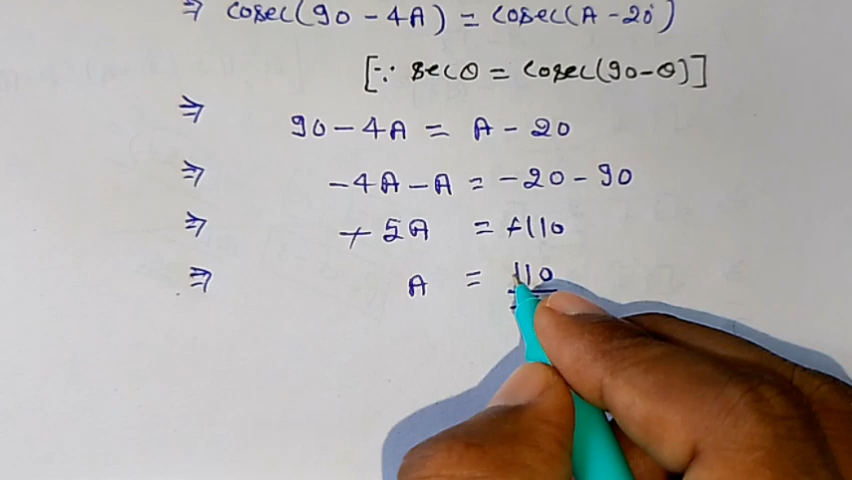 ⇒ cosec(90 - 4A) = cosec(A - 20°)
[∵ secθ = cosec(90-θ)]
⇒ 90 - 4A = A - 20
⇒ -4A - A = -20 - 90
⇒ +5A = +110
⇒ A = 110